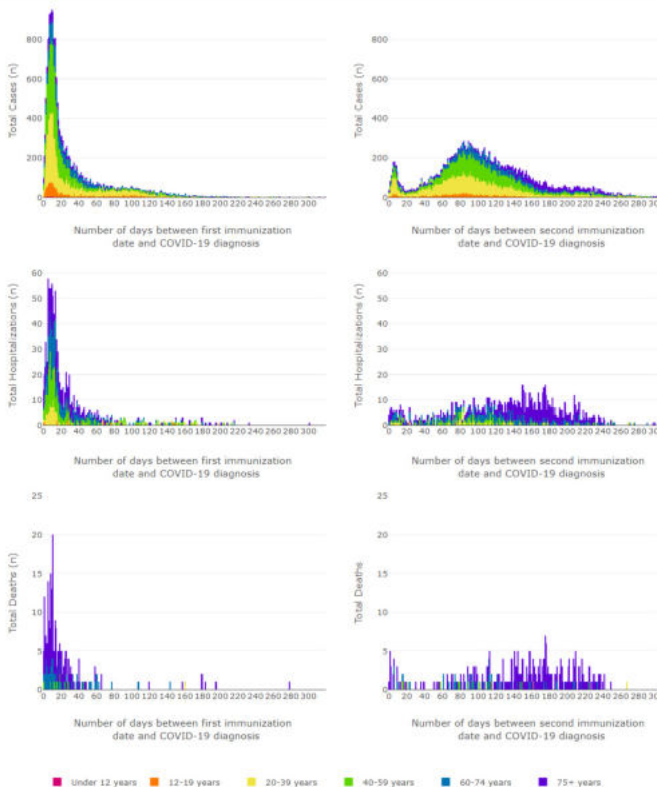 Total Cases (n)
800
600
400
200
0 20 40 60 80 100 120 140 160 180 200 220 240 260 280 300
Number of days between first immunization
date and COVID-19 diagnosis
Total Cases (n)
800
600
400
200
0
0 20 40 60 80 100 120 140 160 180 200 220 240 260 280 300
Number of days between second immunization
date and COVID-19 diagnosis
Total Hospitalizations (n)
60
50
40
30
20
10
0
0 20 40 60 80 100 120 140 160 180 200 220 240 260 280 300
Number of days between first immunization
date and COVID-19 diagnosis
Total Hospitalizations (n)
60
50
40
30
20
10
0
0 20 40 60 80 100 120 140 160 180 200 220 240 260 280 300
Number of days between second immunization
date and COVID-19 diagnosis
Total Deaths (n)
25
20
15
10
5
0
0 20 40 60 80 100 120 140 160 180 200 220 240 260 280 300
Number of days between first immunization
date and COVID-19 diagnosis
Total Deaths
25
20
15
10
5
0
0 20 40 60 80 100 120 140 160 180 200 220 240 260 280 300
Number of days between second immunization
date and COVID-19 diagnosis
Under 12 years 12-19 years 20-39 years 40-59 years 60-74 years 75+ years